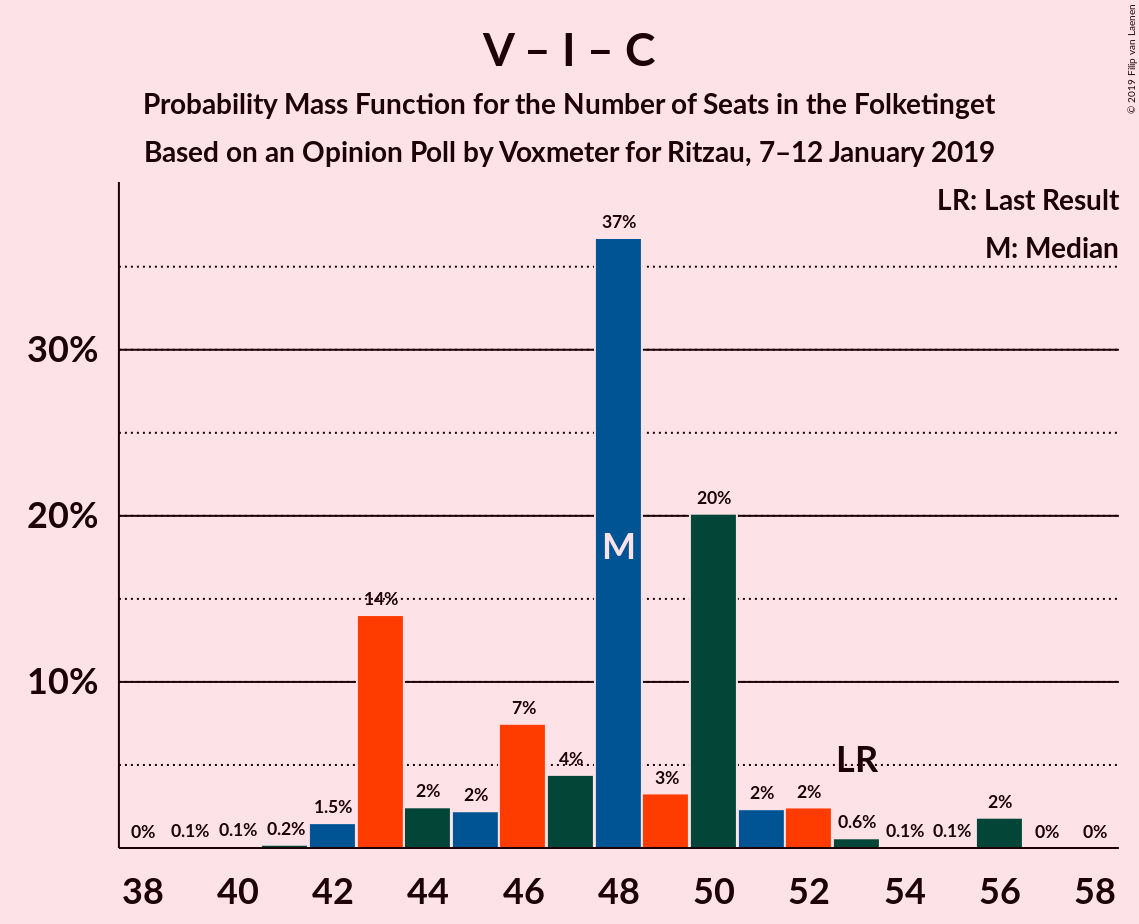 V – I – C
Probability Mass Function for the Number of Seats in the Folketinget
Based on an Opinion Poll by Voxmeter for Ritzau, 7–12 January 2019
© 2019 Filip van Laenen
LR: Last Result
M: Median
30%
20%
10%
0% 0.1% 0.1% 0.2% 1.5% 14% 2% 2% 7% 4% 37% 3% 20% 2% 2% 0.6% 0.1% 0.1% 2% 0% 0%
M
LR
38 40 42 44 46 48 50 52 54 56 58